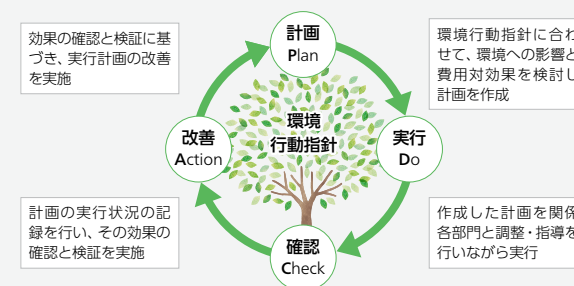 効果の確認と検証に基
づき、実行計画の改善
を実施
計画
Plan
環境行動指針に合わ
せて、環境への影響と
費用対効果を検討し
計画を作成
改善
Action
環境
行動指針
実行
Do
計画の実行状況の記
録を行い、その効果の
確認と検証を実施
確認
Check
作成した計画を関係
各部門と調整・指導を
行いながら実行